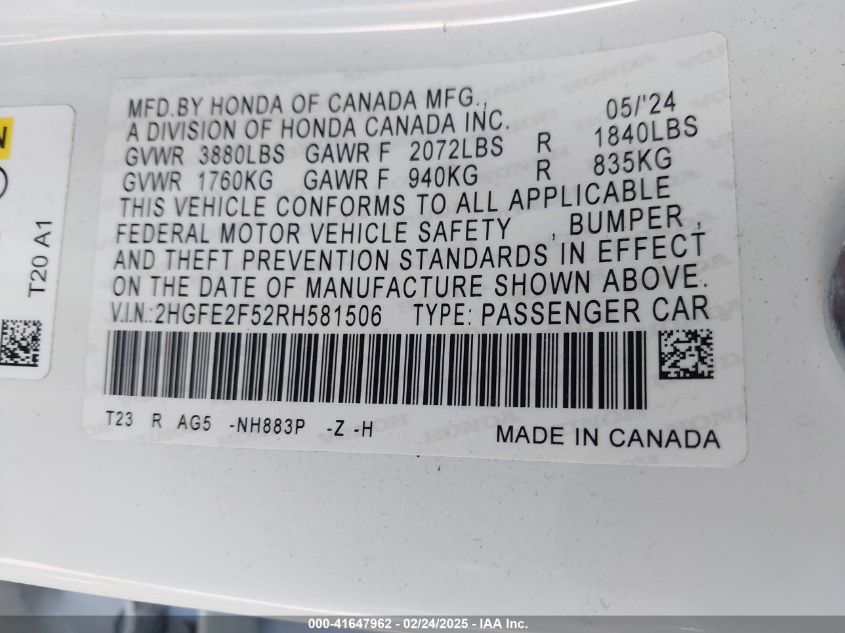 MFD.BY HONDA OF CANADA MFG., 05/'24
A DIVISION OF HONDA CANADA INC.
GVWR 3880LBS GAWR F 2072LBS R 1840LBS
GVWR 1760KG GAWR F 940KG R 835KG
THIS VEHICLE CONFORMS TO ALL APPLICABLE
FEDERAL MOTOR VEHICLE SAFETY , BUMPER ,
AND THEFT PREVENTION STANDARDS IN EFFECT
ON THE DATE OF MANUFACTURE SHOWN ABOVE.
V.I.N.:2HGFE2F52RH581506 TYPE: PASSENGER CAR
T23 R AG5 -NH883P -Z -H
MADE IN CANADA
T20 A1
000-41647962 - 02/24/2025 - IAA Inc.